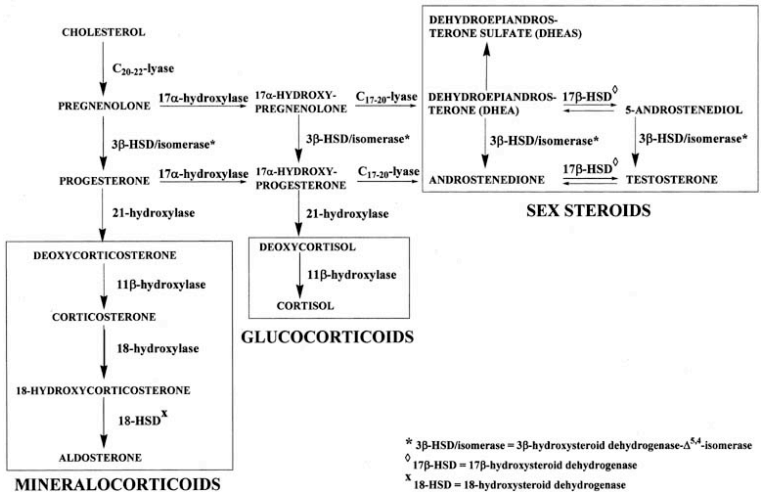 CHOLESTEROL
C20-22-lyase
PREGNENOLONE
17α-hydroxylase
17α-HYDROXY-
PREGNENOLONE
C17-20-lyase
DEHYDROEPIANDROS-
TERONE SULFATE (DHEAS)
DEHYDROEPIANDROS-
TERONE (DHEA)
17β-HSD◊
5-ANDROSTENEDIOL
3β-HSD/isomerase*
3β-HSD/isomerase*
3β-HSD/isomerase*
3β-HSD/isomerase*
PROGESTERONE
17α-hydroxylase
17α-HYDROXY-
PROGESTERONE
C17-20-lyase
ANDROSTENEDIONE
17β-HSD◊
TESTOSTERONE
SEX STEROIDS
21-hydroxylase
21-hydroxylase
DEOXYCORTICOSTERONE
11β-hydroxylase
CORTICOSTERONE
18-hydroxylase
18-HYDROXYCORTICOSTERONE
18-HSDx
ALDOSTERONE
MINERALOCORTICOIDS
DEOXYCORTISOL
11β-hydroxylase
CORTISOL
GLUCOCORTICOIDS
* 3β-HSD/isomerase = 3β-hydroxysteroid dehydrogenase-Δ5,4-isomerase
◊ 17β-HSD = 17β-hydroxysteroid dehydrogenase
x 18-HSD = 18-hydroxysteroid dehydrogenase